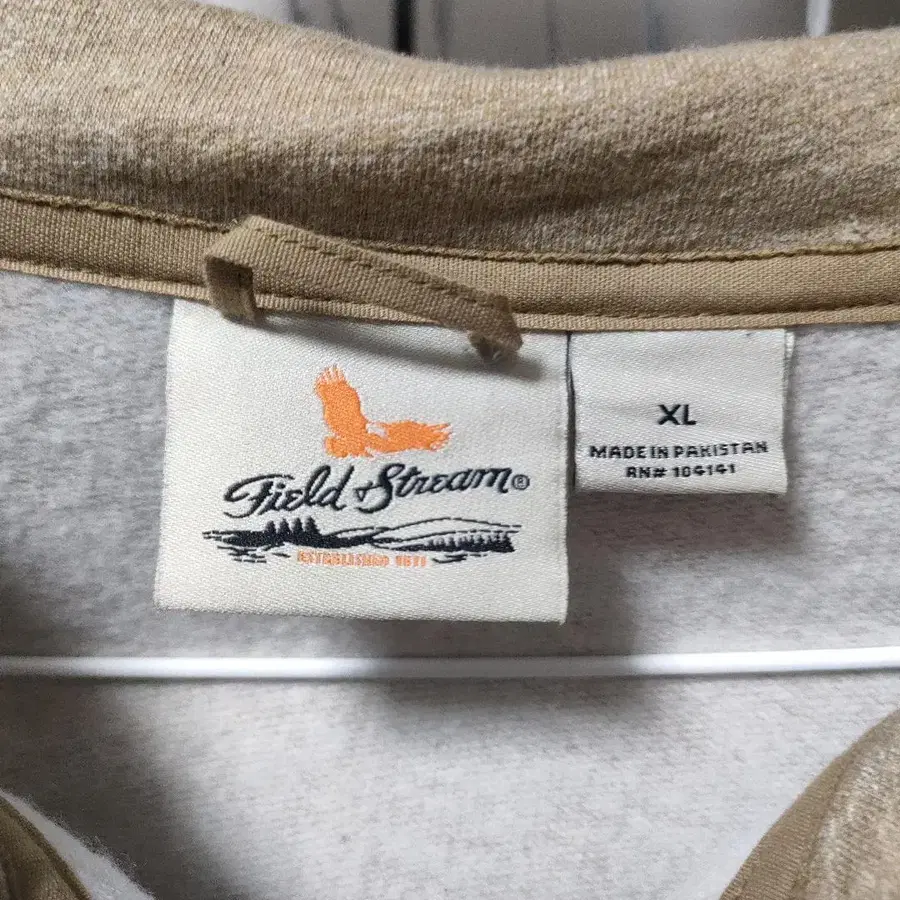 Field & Stream®
ESTABLISHED 1871
XL
MADE IN PAKISTAN
RN# 104141